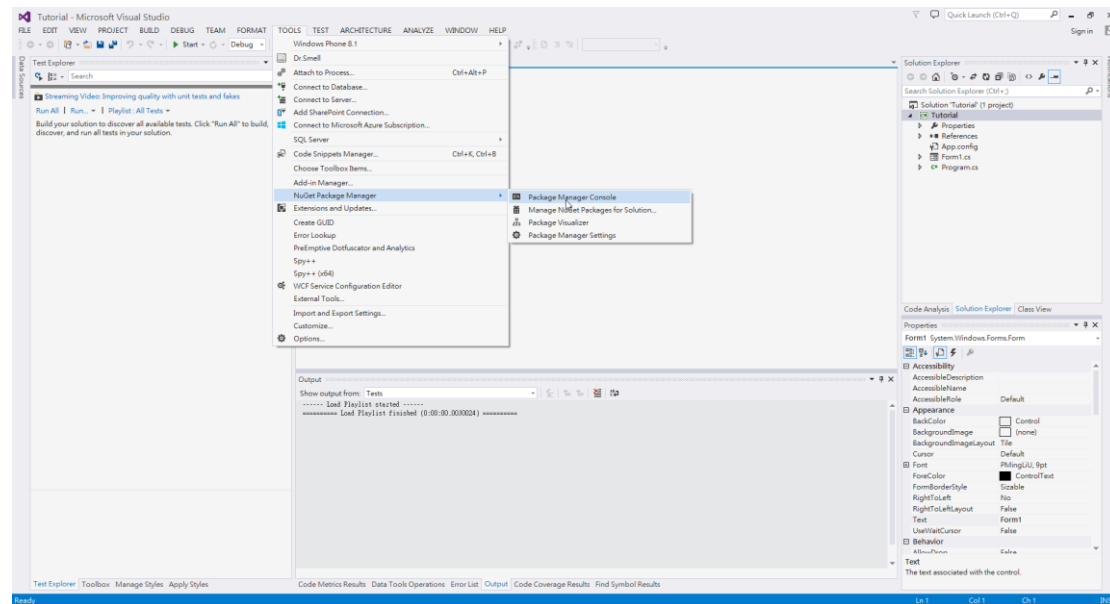 Tutorial - Microsoft Visual Studio
Quick Launch (Ctrl+Q)
FILE EDIT VIEW PROJECT BUILD DEBUG TEAM FORMAT TOOLS TEST ARCHITECTURE ANALYZE WINDOW HELP
Sign in
Start
Debug
Data Sources
Test Explorer
Search
Streaming Video: Improving quality with unit tests and fakes
Run All | Run... | Playlist : All Tests
Build your solution to discover all available tests. Click "Run All" to build,
discover, and run all tests in your solution.
Windows Phone 8.1
Dr.Smell
Attach to Process... Ctrl+Alt+P
Connect to Database...
Connect to Server...
Add SharePoint Connection...
Connect to Microsoft Azure Subscription...
SQL Server
Code Snippets Manager... Ctrl+K, Ctrl+B
Choose Toolbox Items...
Add-in Manager...
NuGet Package Manager
Extensions and Updates...
Create GUID
Error Lookup
PreEmptive Dotfuscator and Analytics
Spy++
Spy++ (x64)
WCF Service Configuration Editor
External Tools...
Import and Export Settings...
Customize...
Options...
Package Manager Console
Manage NuGet Packages for Solution...
Package Visualizer
Package Manager Settings
Output
Show output from: Tests
------ Load Playlist started ------
========== Load Playlist finished (0:00:00.0030024) ==========
Solution Explorer
Search Solution Explorer (Ctrl+;)
Solution 'Tutorial' (1 project)
Tutorial
Properties
References
App.config
Form1.cs
Program.cs
Code Analysis Solution Explorer Class View
Properties
Form1 System.Windows.Forms.Form
Accessibility
AccessibleDescription
AccessibleName
AccessibleRole Default
Appearance
BackColor Control
BackgroundImage (none)
BackgroundImageLayout Tile
Cursor Default
Font PMingLiU, 9pt
ForeColor ControlText
FormBorderStyle Sizable
RightToLeft No
RightToLeftLayout False
Text Form1
UseWaitCursor False
Behavior
AllowDrop False
Text
The text associated with the control.
Test Explorer Toolbox Manage Styles Apply Styles
Code Metrics Results Data Tools Operations Error List Output Code Coverage Results Find Symbol Results
Ready
Ln 1 Col 1 Ch 1